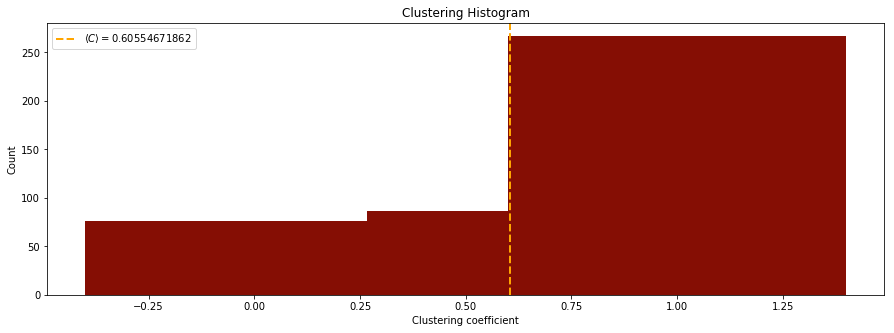 Clustering Histogram
⟨C⟩ = 0.60554671862
Count
250
200
150
100
50
0
−0.25 0.00 0.25 0.50 0.75 1.00 1.25
Clustering coefficient